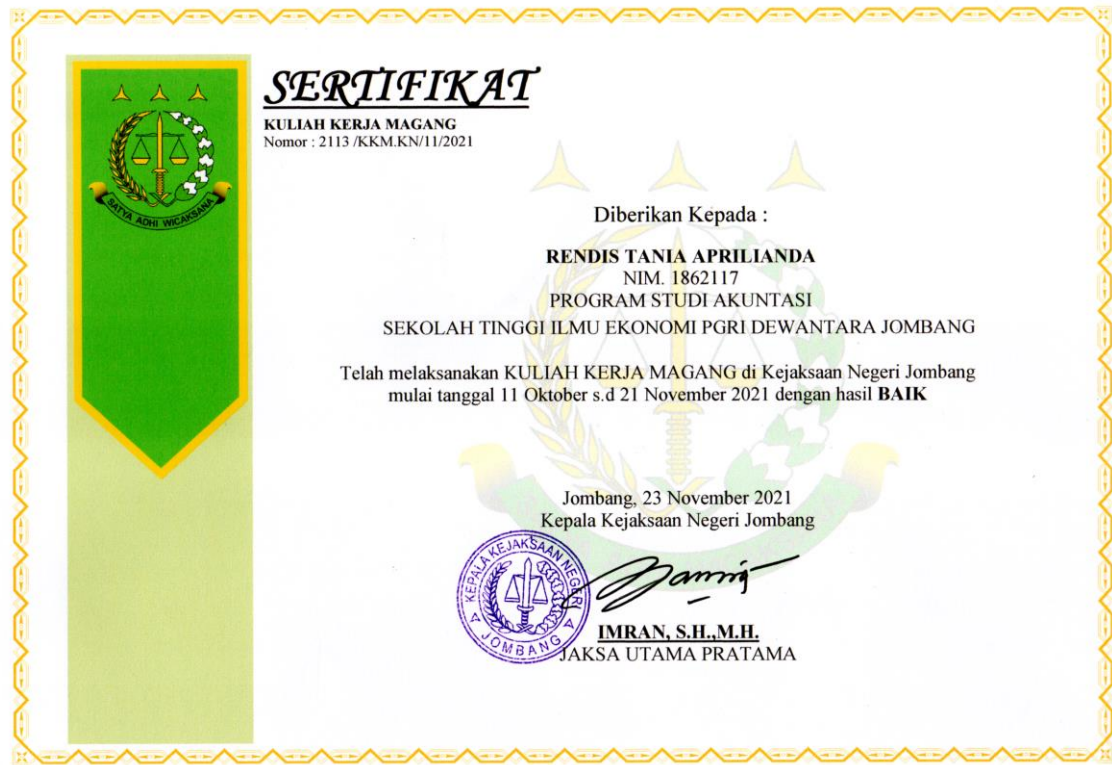 SERTIFIKAT
KULIAH KERJA MAGANG
Nomor : 2113 /KKM.KN/11/2021
SATYA ADHI WICAKSANA
Diberikan Kepada :
RENDIS TANIA APRILIANDA
NIM. 1862117
PROGRAM STUDI AKUNTASI
SEKOLAH TINGGI ILMU EKONOMI PGRI DEWANTARA JOMBANG
Telah melaksanakan KULIAH KERJA MAGANG di Kejaksaan Negeri Jombang
mulai tanggal 11 Oktober s.d 21 November 2021 dengan hasil BAIK
Jombang, 23 November 2021
Kepala Kejaksaan Negeri Jombang
KEPALA KEJAKSAAN NEGERI
JOMBANG
IMRAN, S.H.,M.H.
JAKSA UTAMA PRATAMA